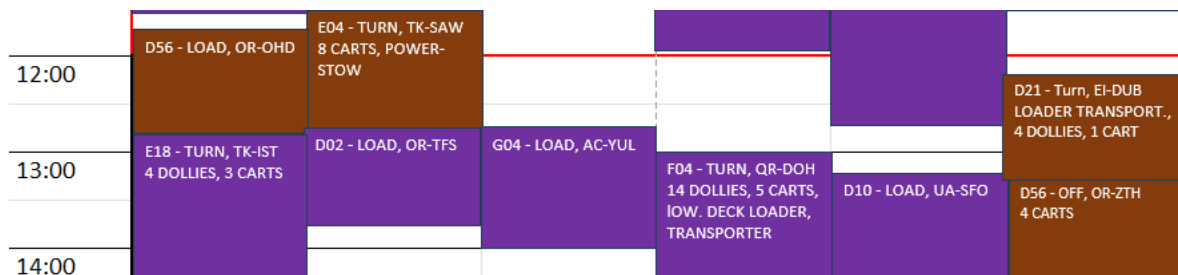 12:00
13:00
14:00
D56 - LOAD, OR-OHD
E18 - TURN, TK-IST
4 DOLLIES, 3 CARTS
E04 - TURN, TK-SAW
8 CARTS, POWER-
STOW
D02 - LOAD, OR-TFS
G04 - LOAD, AC-YUL
F04 - TURN, QR-DOH
14 DOLLIES, 5 CARTS,
lOW. DECK LOADER,
TRANSPORTER
D10 - LOAD, UA-SFO
D21 - Turn, EI-DUB
LOADER TRANSPORT.,
4 DOLLIES, 1 CART
D56 - OFF, OR-ZTH
4 CARTS